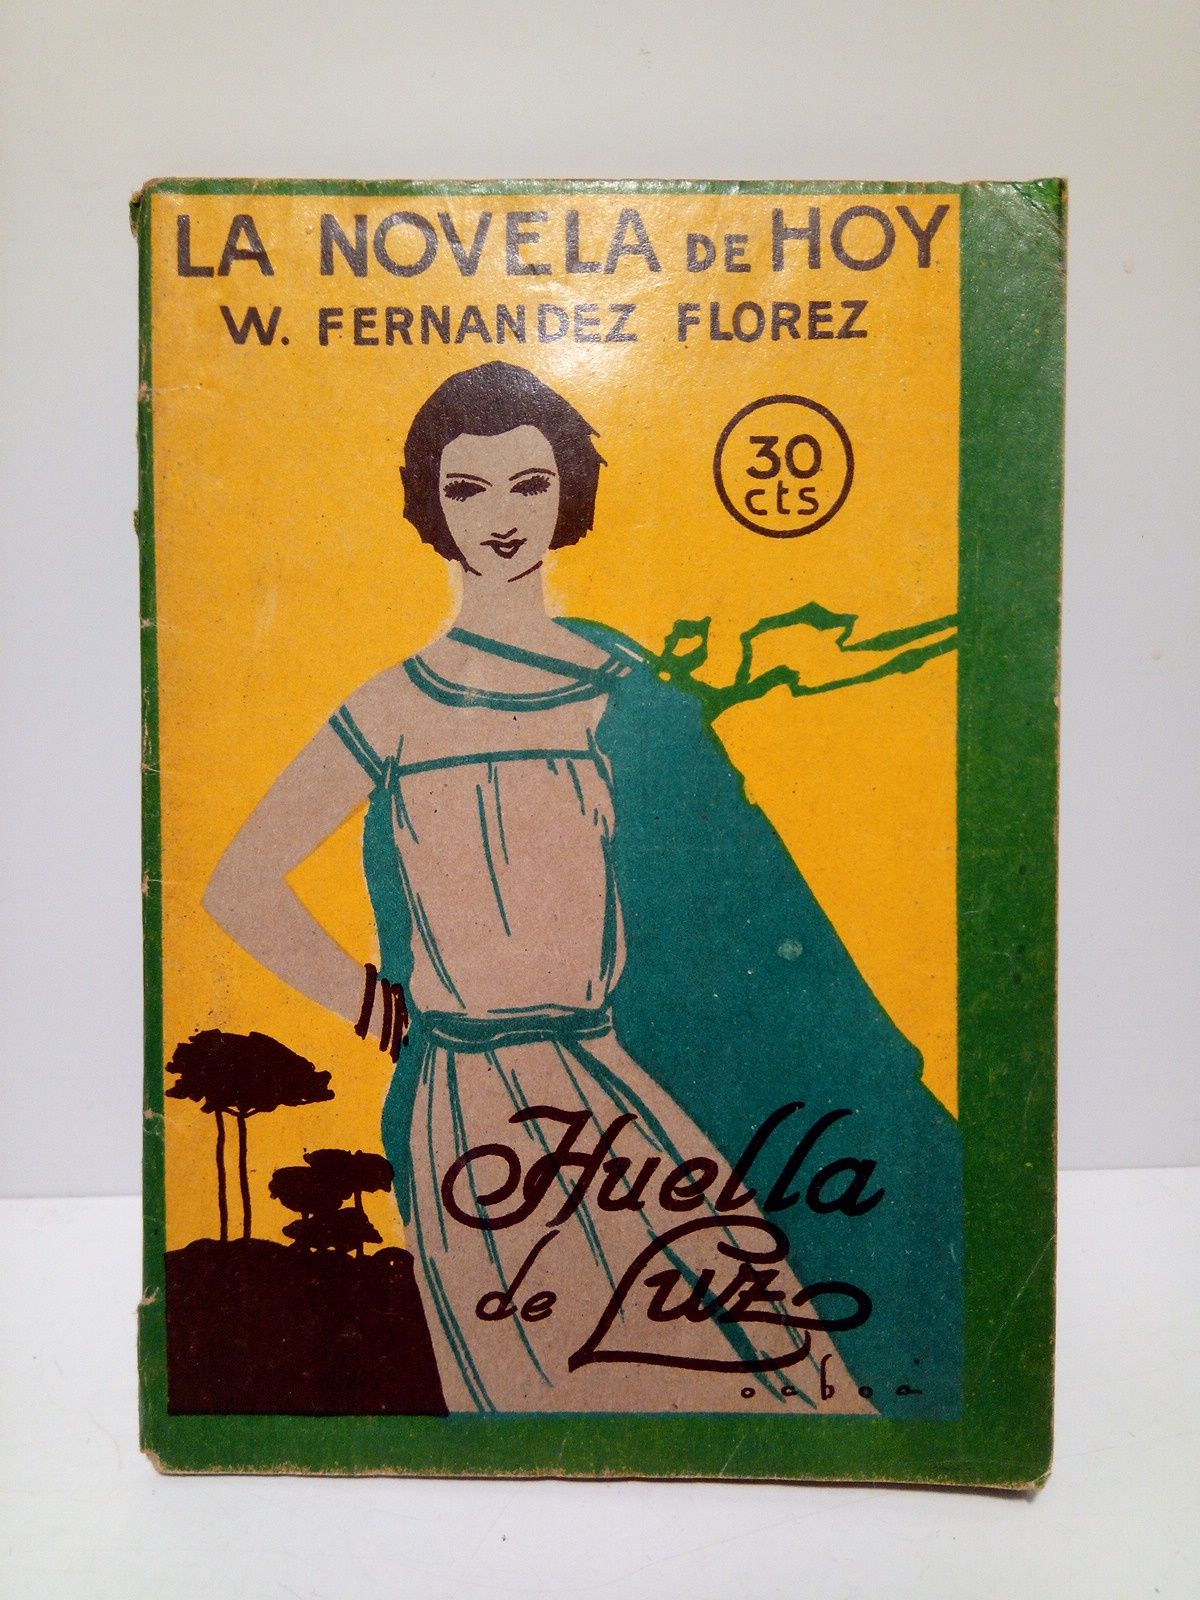 LA NOVELA DE HOY
W. FERNANDEZ FLOREZ
30
cts
Huella
de Luz
ochoa